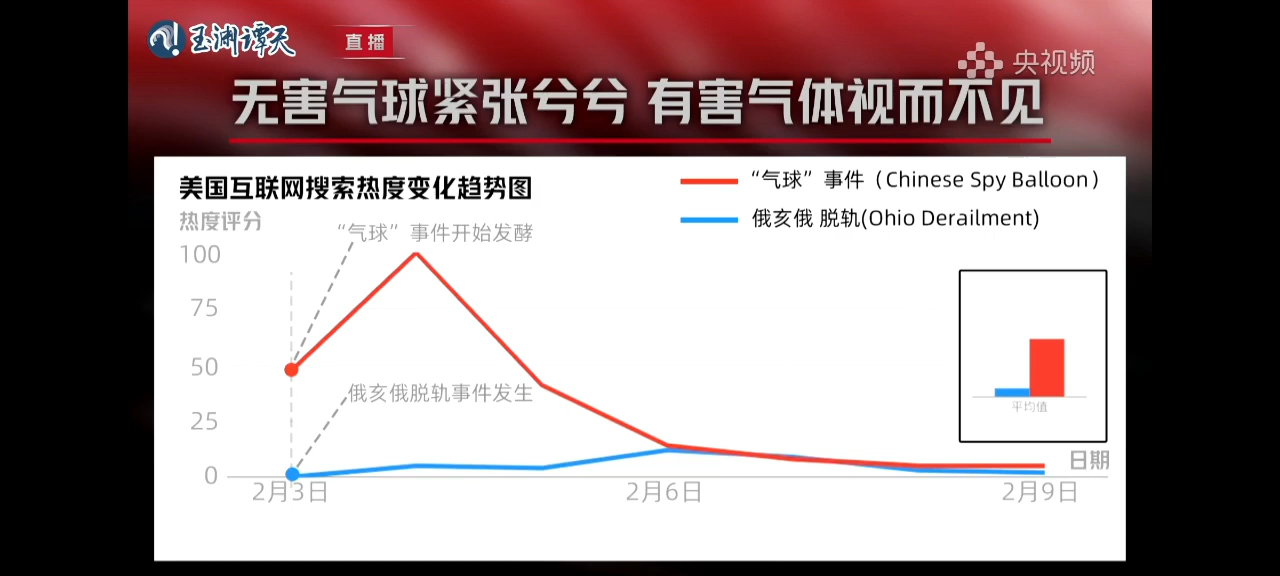 玉渊谭天
直播
央视频
无害气球紧张兮兮 有害气体视而不见
美国互联网搜索热度变化趋势图
“气球”事件（Chinese Spy Balloon）
俄亥俄 脱轨(Ohio Derailment)
热度评分
“气球”事件开始发酵
100
75
50
俄亥俄脱轨事件发生
25
0
平均值
日期
2月3日
2月6日
2月9日